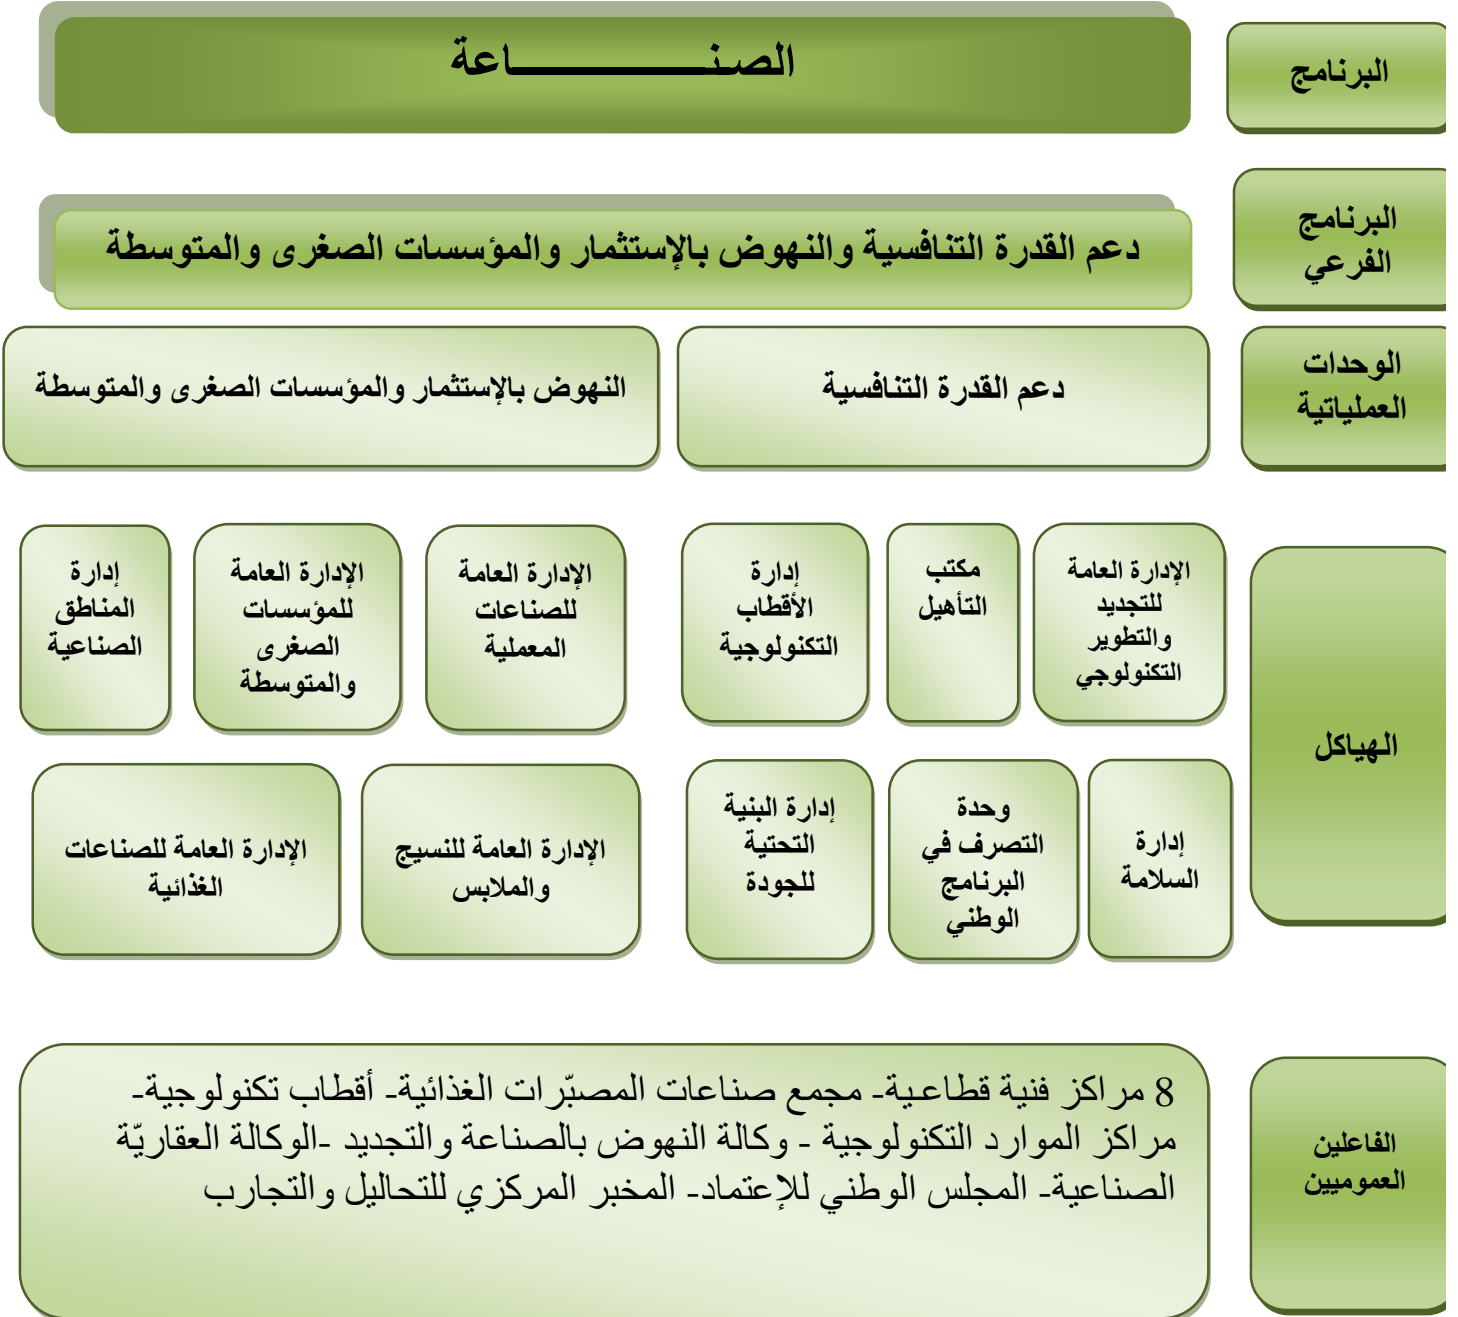 البرنامج
الصنـــــــــــــاعة
البرنامج
الفرعي
دعم القدرة التنافسية والنهوض بالإستثمار والمؤسسات الصغرى والمتوسطة
الوحدات
العملياتية
دعم القدرة التنافسية
النهوض بالإستثمار والمؤسسات الصغرى والمتوسطة
الهياكل
الإدارة العامة
للتجديد
والتطوير
التكنولوجي
مكتب
التأهيل
إدارة
الأقطاب
التكنولوجية
الإدارة العامة
للصناعات
المعملية
الإدارة العامة
للمؤسسات
الصغرى
والمتوسطة
إدارة
المناطق
الصناعية
إدارة
السلامة
وحدة
التصرف في
البرنامج
الوطني
إدارة البنية
التحتية
للجودة
الإدارة العامة للنسيج
والملابس
الإدارة العامة للصناعات
الغذائية
الفاعلين
العموميين
8 مراكز فنية قطاعية- مجمع صناعات المصبّرات الغذائية- أقطاب تكنولوجية-
مراكز الموارد التكنولوجية - وكالة النهوض بالصناعة والتجديد -الوكالة العقاريّة
الصناعية- المجلس الوطني للإعتماد- المخبر المركزي للتحاليل والتجارب